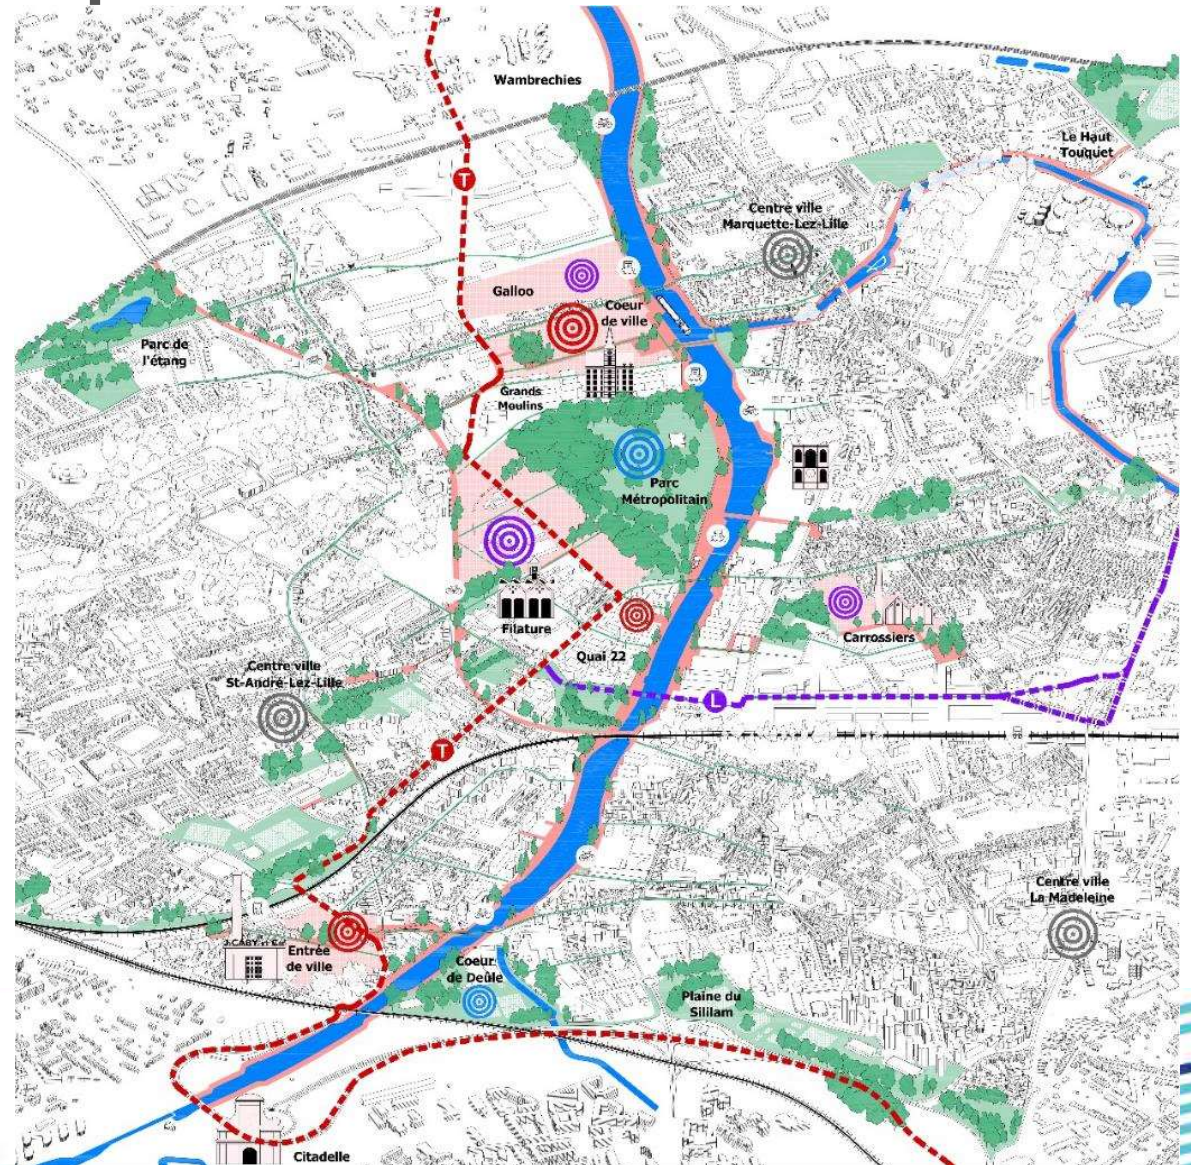 Wambrechies
Le Haut
Touquet
T
Centre ville
Marquette-Lez-Lille
Galloo
Coeur
de ville
Parc de
l'étang
Grands
Moulins
Parc
Métropolitain
Filature
Carrossiers
Quai 22
Centre ville
St-André-Lez-Lille
L
T
Centre ville
La Madeleine
Entrée
de ville
Coeur
de Deûle
Plaine du
Sililam
Citadelle